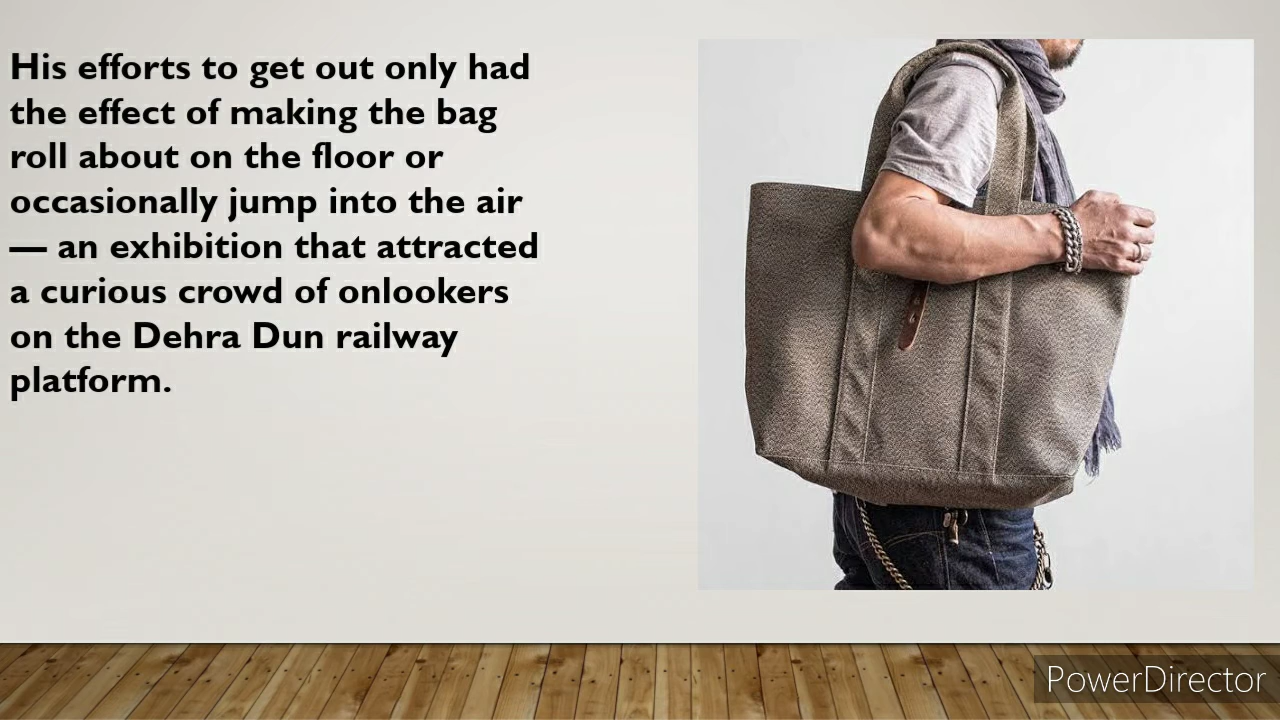 His efforts to get out only had
the effect of making the bag
roll about on the floor or
occasionally jump into the air
— an exhibition that attracted
a curious crowd of onlookers
on the Dehra Dun railway
platform.
PowerDirector